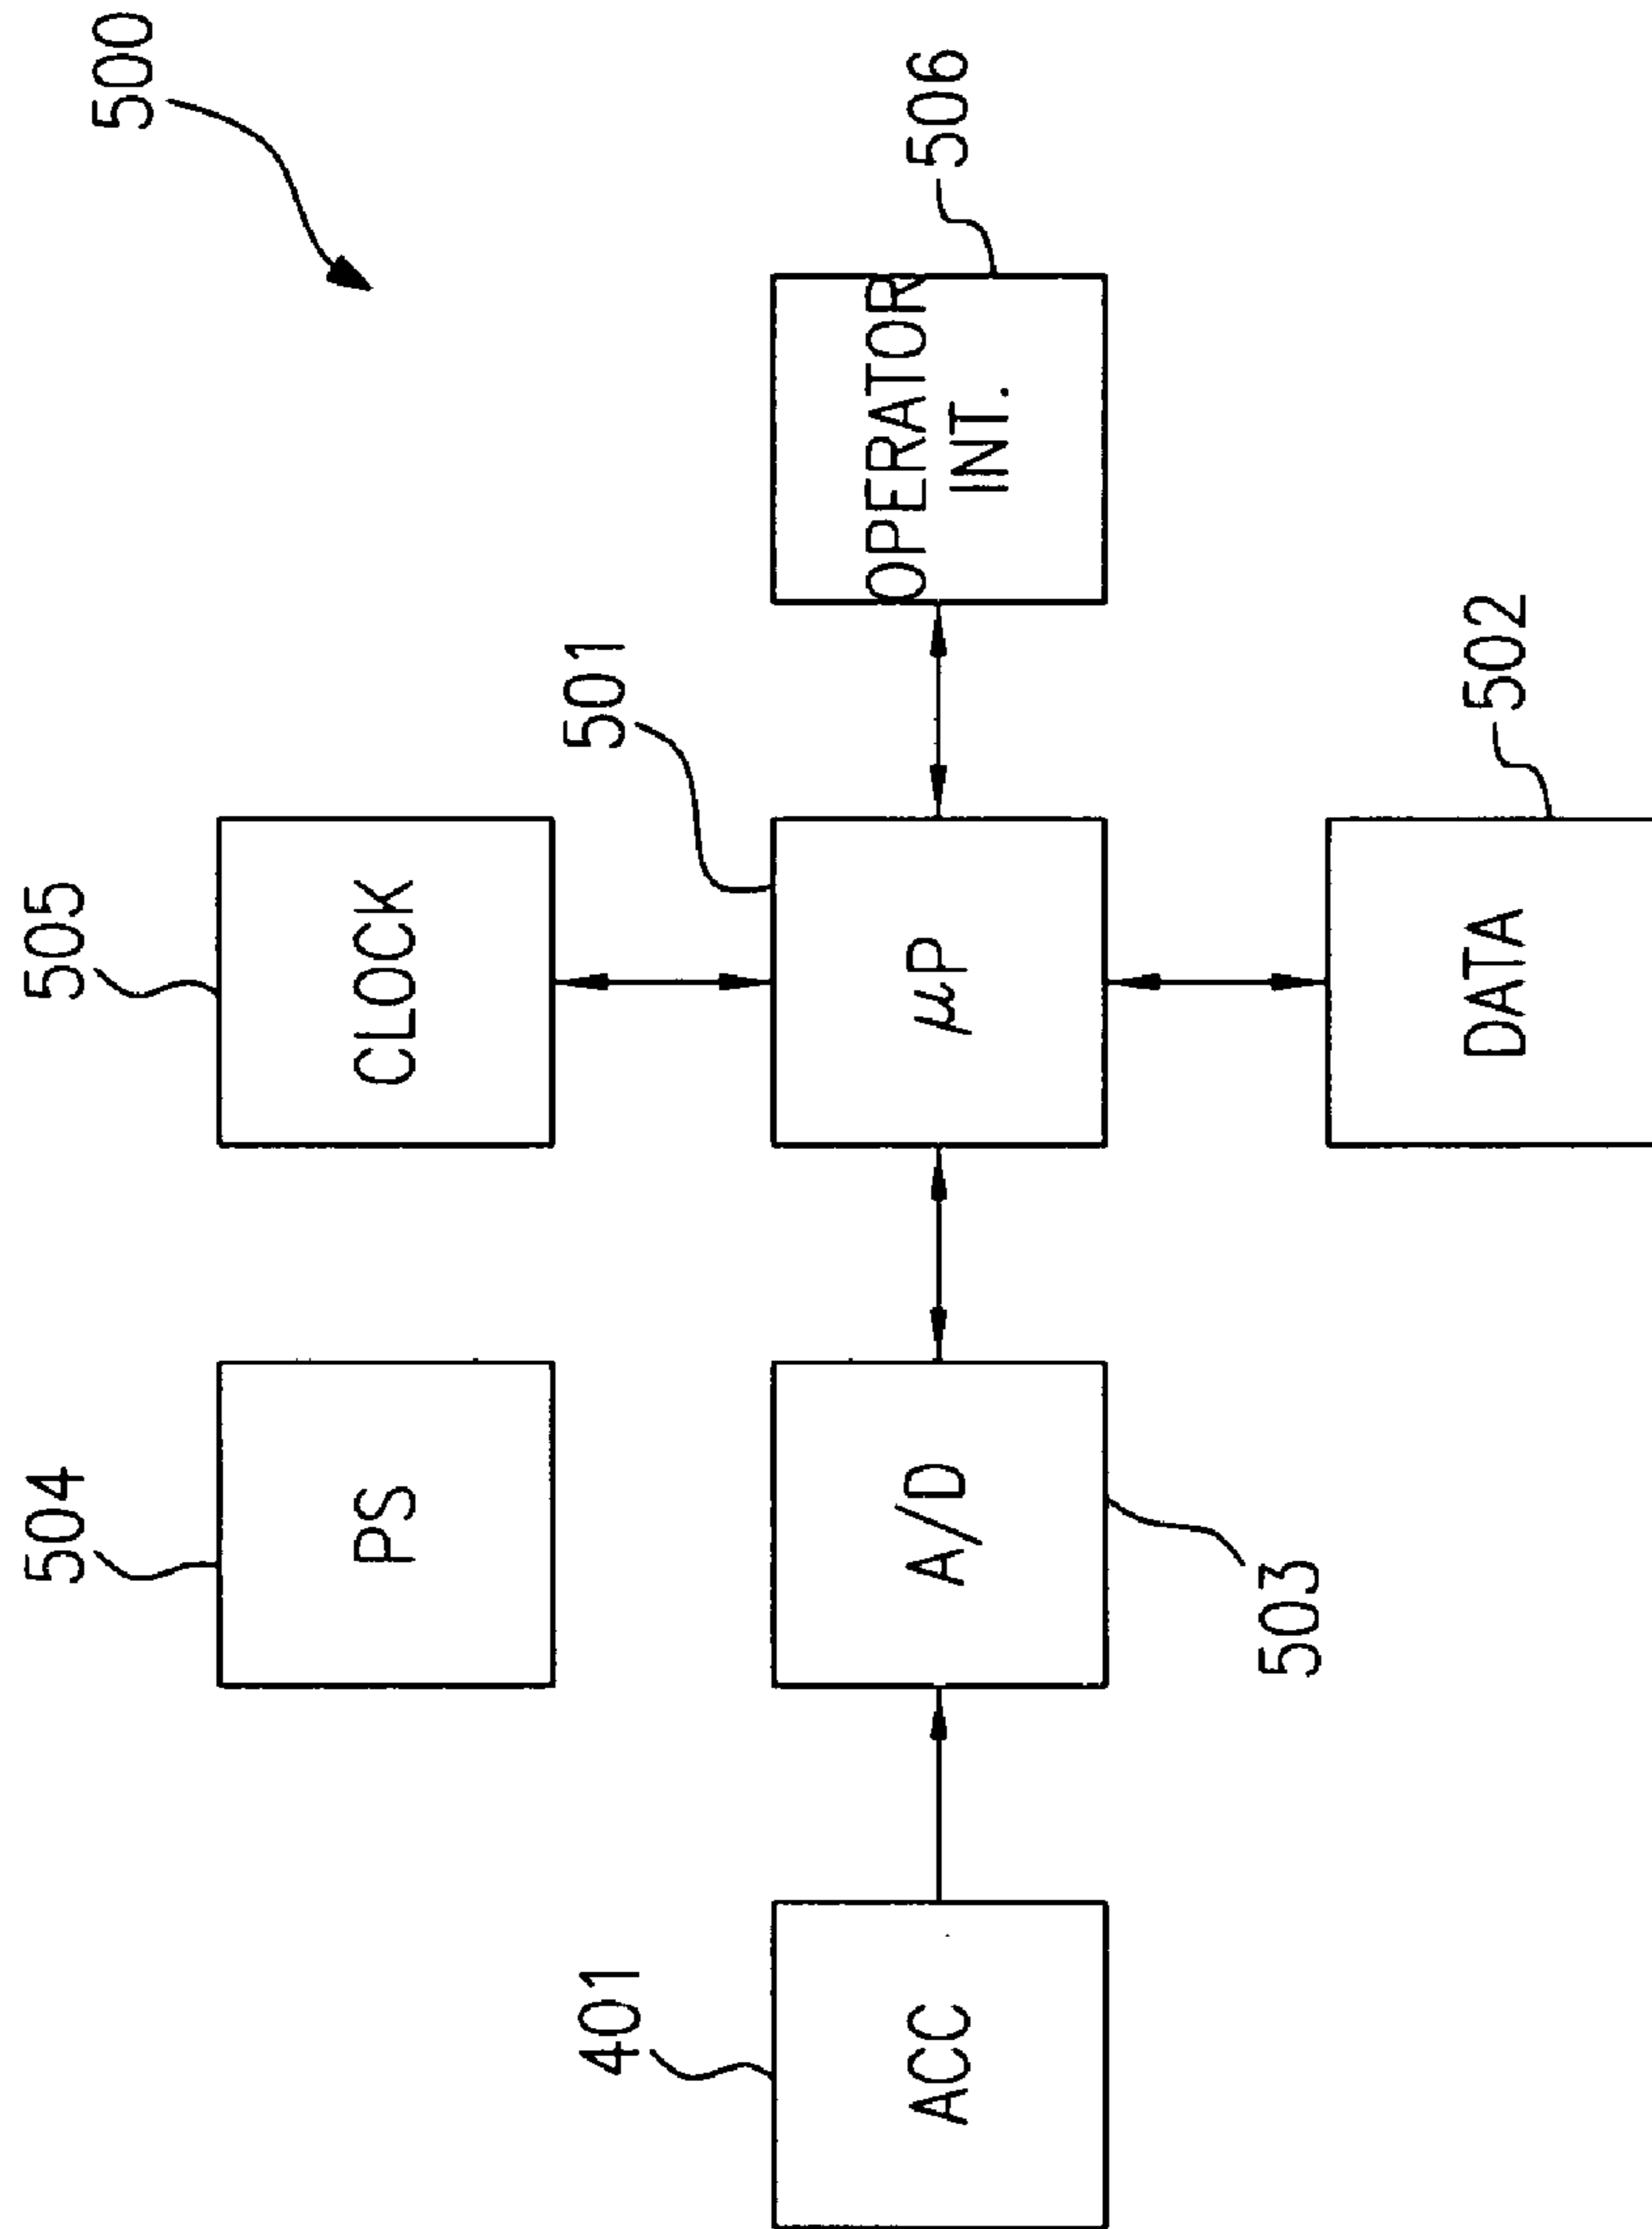 504
505
500
PS
CLOCK
401
501
ACC
A/D
μP
OPERATOR
INT.
506
503
DATA
502